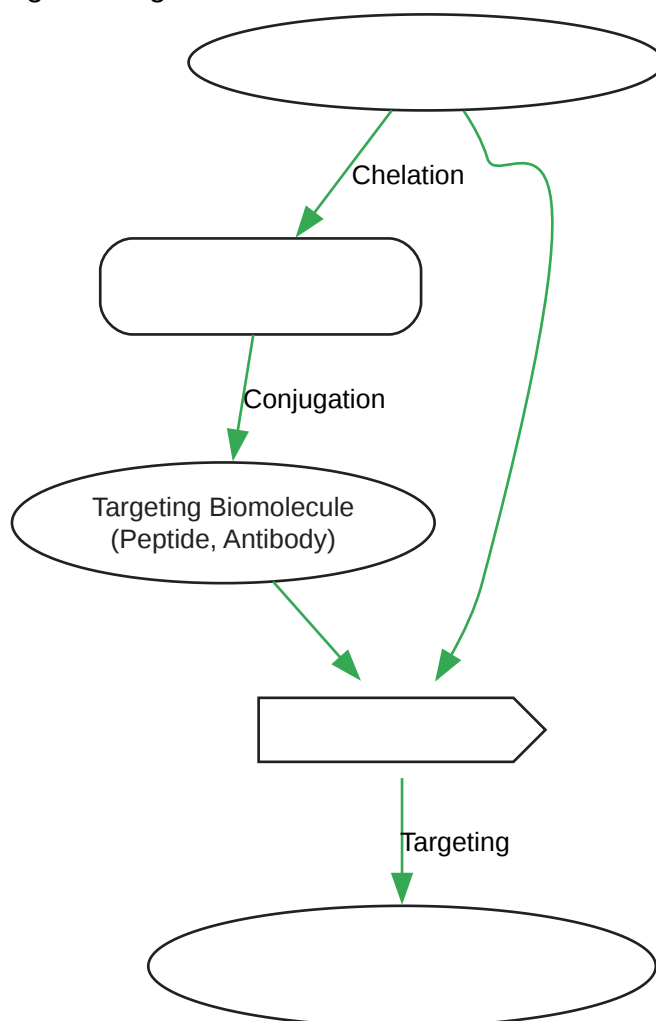 Chelation
Conjugation
Targeting Biomolecule
(Peptide, Antibody)
Targeting